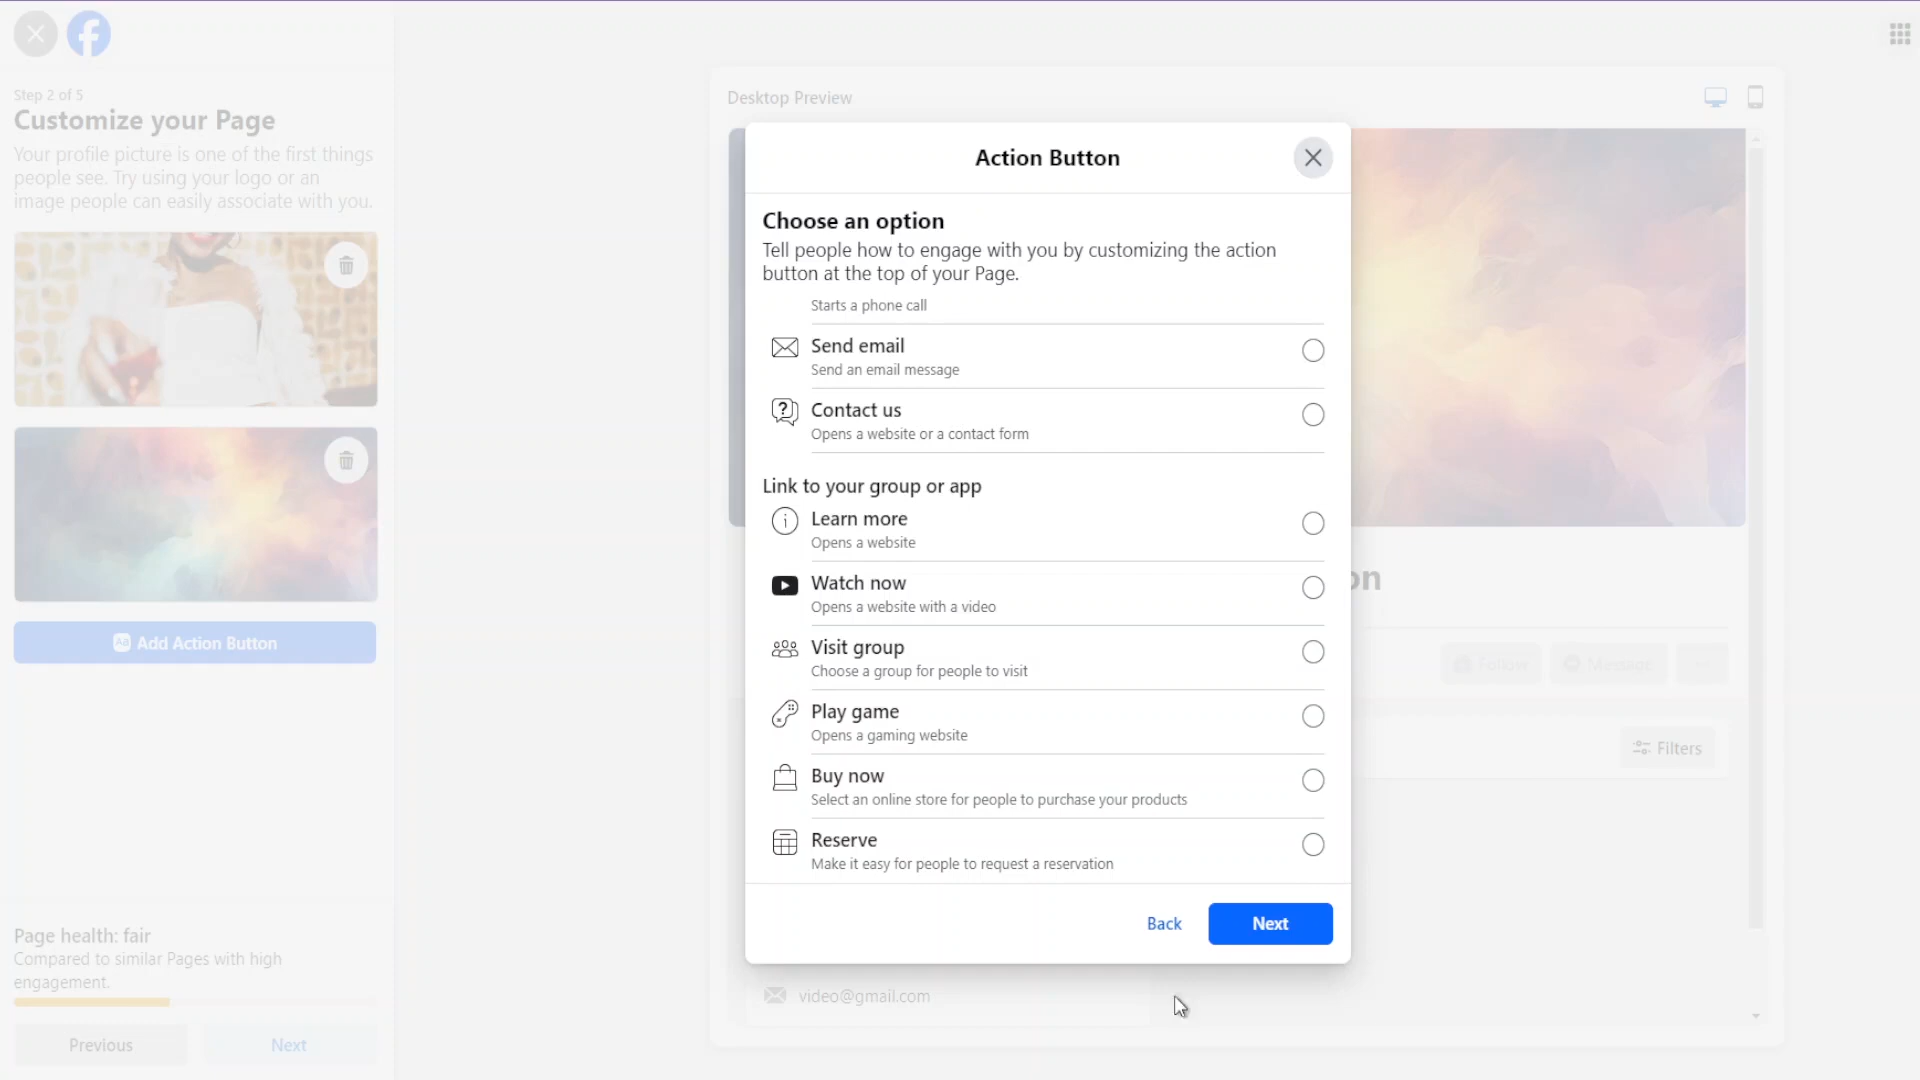 Step 2 of 5
Customize your Page
Your profile picture is one of the first things
people see. Try using your logo or an
image people can easily associate with you.
Add Action Button
Page health: fair
Compared to similar Pages with high
engagement.
Previous
Next
Desktop Preview
Action Button
Choose an option
Tell people how to engage with you by customizing the action
button at the top of your Page.
Starts a phone call
Send email
Send an email message
Contact us
Opens a website or a contact form
Link to your group or app
Learn more
Opens a website
Watch now
Opens a website with a video
Visit group
Choose a group for people to visit
Play game
Opens a gaming website
Buy now
Select an online store for people to purchase your products
Reserve
Make it easy for people to request a reservation
Back
Next
on
Follow
Message
Filters
video@gmail.com